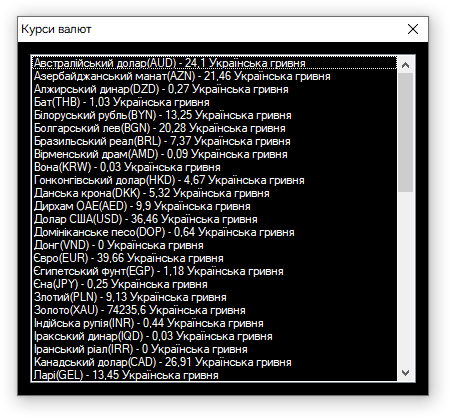 Курси валют
Австралійський долар(AUD) - 24,1 Українська гривня
Азербайджанський манат(AZN) - 21,46 Українська гривня
Алжирський динар(DZD) - 0,27 Українська гривня
Бат(THB) - 1,03 Українська гривня
Білоруський рубль(BYN) - 13,25 Українська гривня
Болгарський лев(BGN) - 20,28 Українська гривня
Бразильський реал(BRL) - 7,37 Українська гривня
Вірменський драм(AMD) - 0,09 Українська гривня
Вона(KRW) - 0,03 Українська гривня
Гонконгівський долар(HKD) - 4,67 Українська гривня
Данська крона(DKK) - 5,32 Українська гривня
Дирхам ОАЕ(AED) - 9,9 Українська гривня
Долар США(USD) - 36,46 Українська гривня
Домініканське песо(DOP) - 0,64 Українська гривня
Донг(VND) - 0 Українська гривня
Євро(EUR) - 39,66 Українська гривня
Єгипетський фунт(EGP) - 1,18 Українська гривня
Єна(JPY) - 0,25 Українська гривня
Злотий(PLN) - 9,13 Українська гривня
Золото(XAU) - 74235,6 Українська гривня
Індійська рупія(INR) - 0,44 Українська гривня
Іракський динар(IQD) - 0,03 Українська гривня
Іранський ріал(IRR) - 0 Українська гривня
Канадський долар(CAD) - 26,91 Українська гривня
Ларі(GEL) - 13,45 Українська гривня